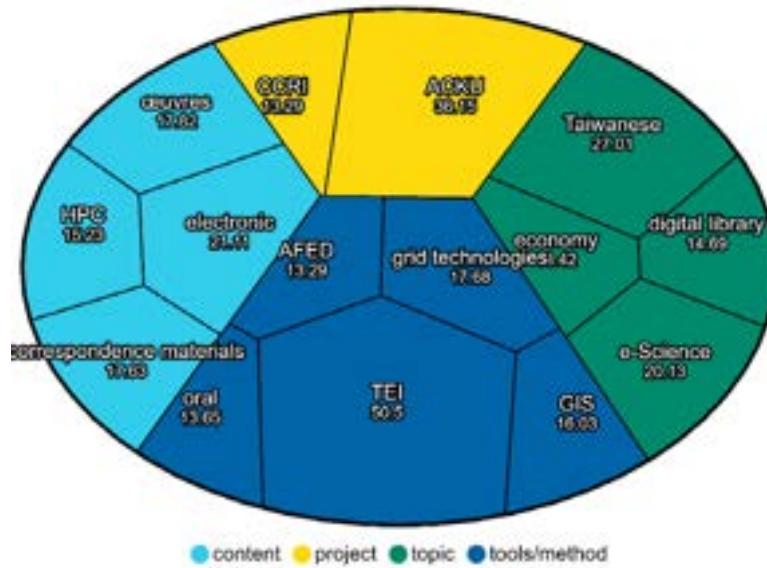 CCRI
13.29
ACKU
36.15
œuvres
17.82
Taiwanese
27.01
HPC
15.23
electronic
21.11
AFED
13.29
grid technologies
17.68
economy
digital library
14.69
correspondence materials
17.63
oral
13.65
TEI
50.5
GIS
16.03
e-Science
20.13
content project topic tools/method